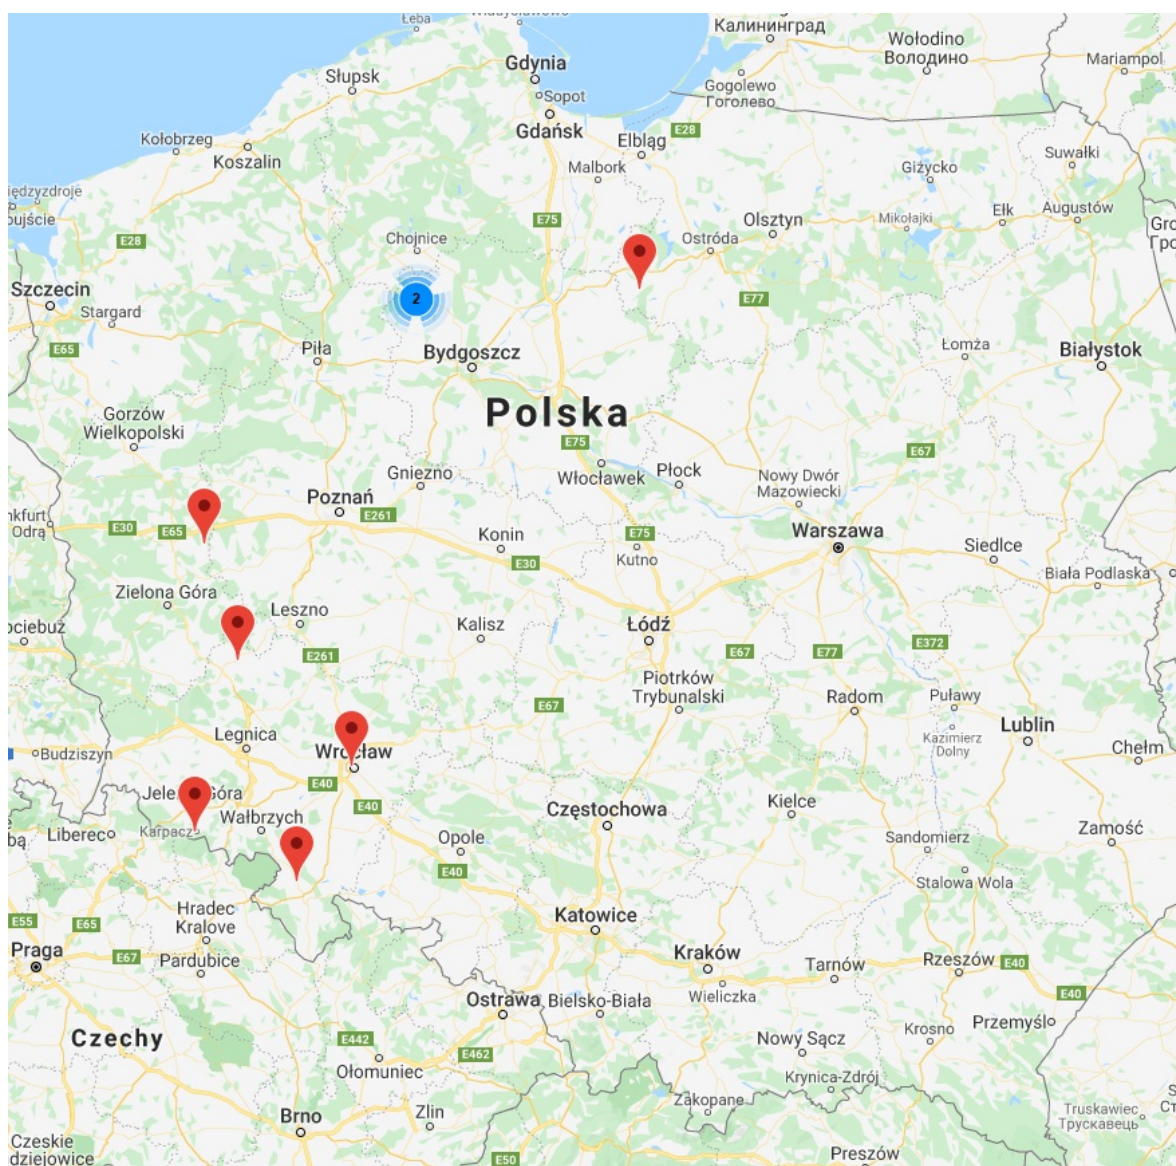 Łeba
Калининград
Wołodino
Володино
Mariampol
Gdynia
Słupsk
Sopot
Gogolewo
Гоголево
Gdańsk
E28
Kołobrzeg
Elbląg
Koszalin
Malbork
Giżycko
Suwałki
E75
Olsztyn
Mikołajki
Ełk
Augustów
E28
Chojnice
Ostróda
Szczecin
2
E77
Stargard
E65
Piła
Bydgoszcz
Łomża
Białystok
Polska
Gorzów
Wielkopolski
E75
E67
Gniezno
Włocławek
Płock
Nowy Dwór
Mazowiecki
Poznań
E261
E30
E65
Odrą
Konin
E75
Warszawa
E30
Kutno
Siedlce
Biała Podlaska
Zielona Góra
Leszno
Kalisz
Łódź
E372
E261
E67
E77
Piotrków
Trybunalski
Radom
Puławy
E67
Kazimierz
Dolny
Lublin
Legnica
Wrocław
Budziszyn
Chełm
E40
E40
Częstochowa
Kielce
Wałbrzych
Liberec
Karpacz
Opole
Sandomierz
Zamość
E40
Stalowa Wola
Hradec
Kralove
E55
E65
Katowice
Praga
E67
Pardubice
Kraków
Tarnów
Rzeszów
E40
Wieliczka
E40
Ostrawa
Bielsko-Biała
Krosno
Przemyśl
Czechy
E442
E462
Nowy Sącz
Ołomuniec
Krynica-Zdrój
Brno
Zlin
Zakopane
Truskawiec
Трускавець
Czeskie
E50
Preszów